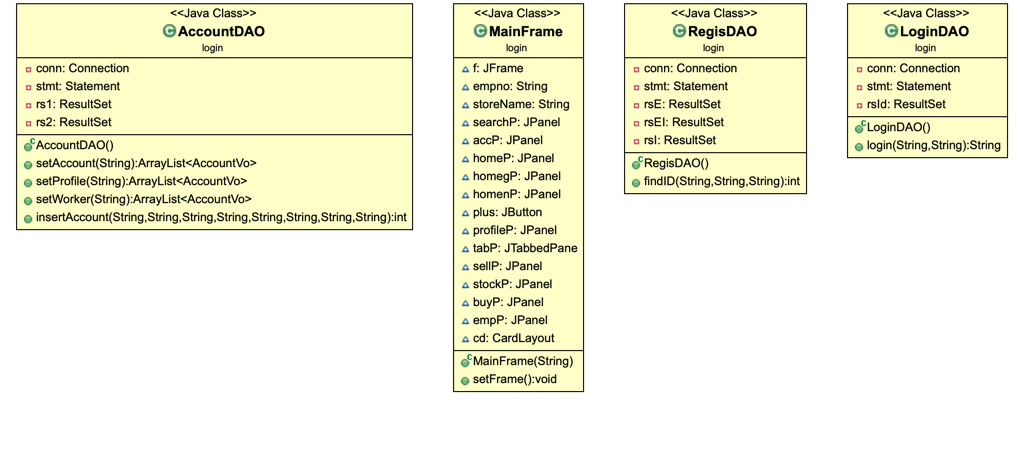 <<Java Class>>
AccountDAO
login
conn: Connection
stmt: Statement
rs1: ResultSet
rs2: ResultSet
AccountDAO()
setAccount(String):ArrayList<AccountVo>
setProfile(String):ArrayList<AccountVo>
setWorker(String):ArrayList<AccountVo>
insertAccount(String,String,String,String,String,String,String,String):int
<<Java Class>>
MainFrame
login
f: JFrame
empno: String
storeName: String
searchP: JPanel
accP: JPanel
homeP: JPanel
homegP: JPanel
homenP: JPanel
plus: JButton
profileP: JPanel
tabP: JTabbedPane
sellP: JPanel
stockP: JPanel
buyP: JPanel
empP: JPanel
cd: CardLayout
MainFrame(String)
setFrame():void
<<Java Class>>
RegisDAO
login
conn: Connection
stmt: Statement
rsE: ResultSet
rsEI: ResultSet
rsI: ResultSet
RegisDAO()
findID(String,String,String):int
<<Java Class>>
LoginDAO
login
conn: Connection
stmt: Statement
rsId: ResultSet
LoginDAO()
login(String,String):String